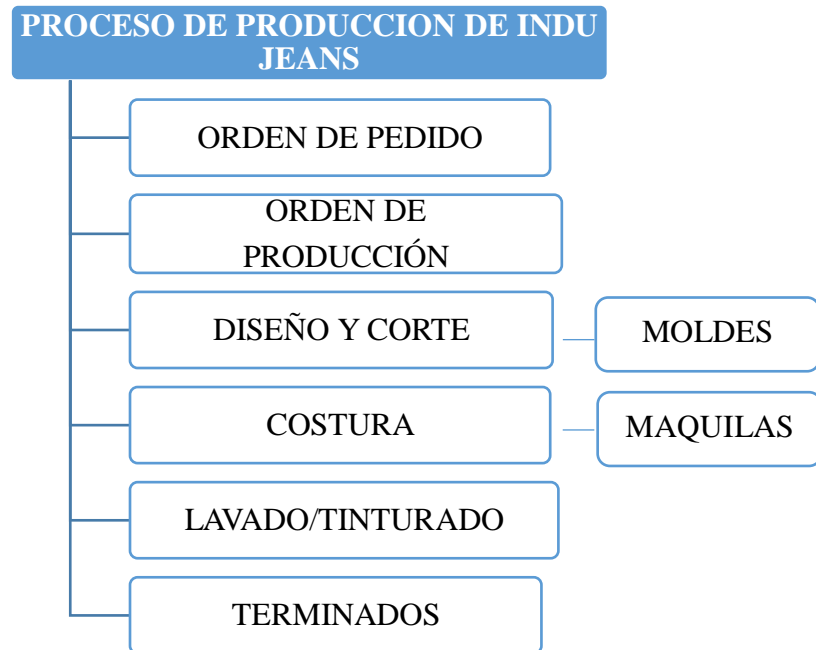 PROCESO DE PRODUCCION DE INDU
JEANS
ORDEN DE PEDIDO
ORDEN DE
PRODUCCIÓN
DISEÑO Y CORTE
MOLDES
COSTURA
MAQUILAS
LAVADO/TINTURADO
TERMINADOS